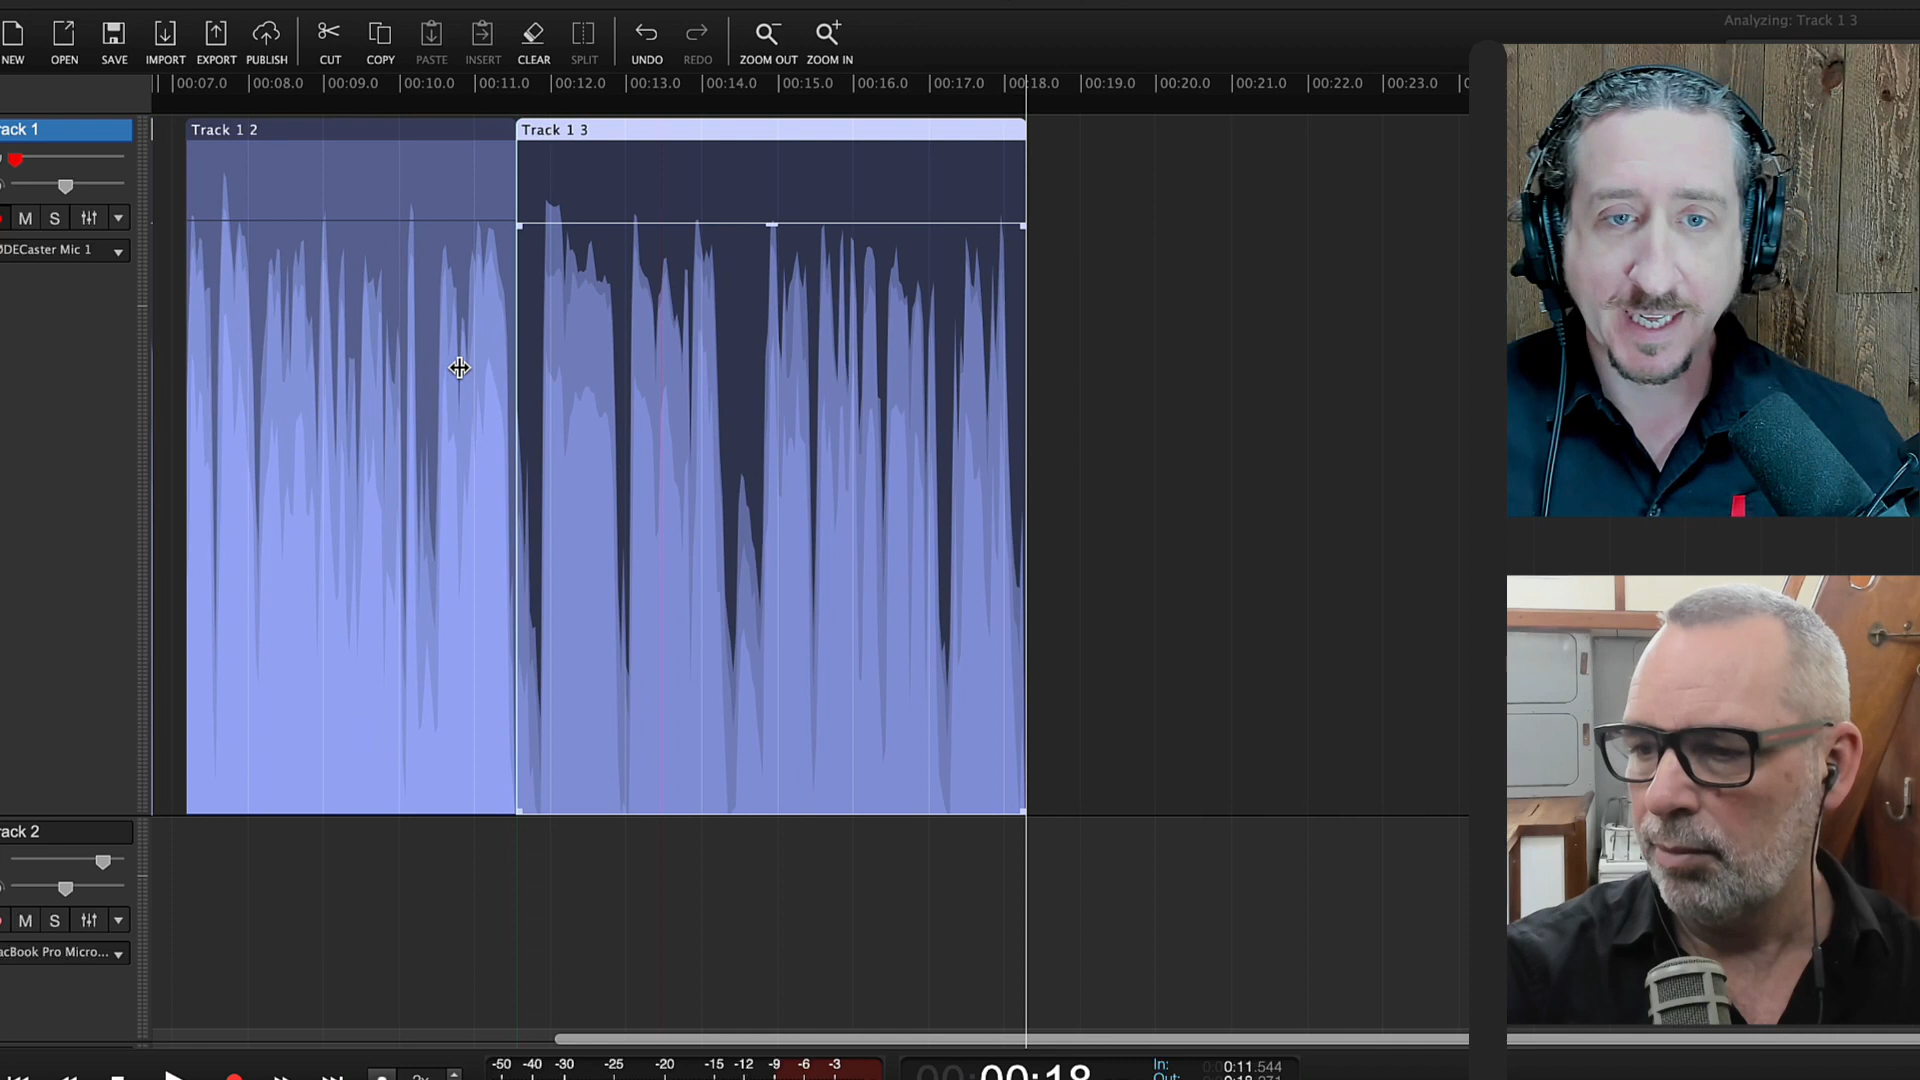 Analyzing: Track 1 3
NEW OPEN SAVE IMPORT EXPORT PUBLISH CUT COPY PASTE INSERT CLEAR SPLIT UNDO REDO ZOOM OUT ZOOM IN
00:07.0 00:08.0 00:09.0 00:10.0 00:11.0 00:12.0 00:13.0 00:14.0 00:15.0 00:16.0 00:17.0 00:18.0 00:19.0 00:20.0 00:21.0 00:22.0 00:23.0
rack 1
Track 1 2
Track 1 3
M S
DECaster Mic 1
rack 2
M S
acBook Pro Micro...
-50 -40 -30 -25 -20 -15 -12 -9 -6 -3
00:00:18
In: 0:0:11.544